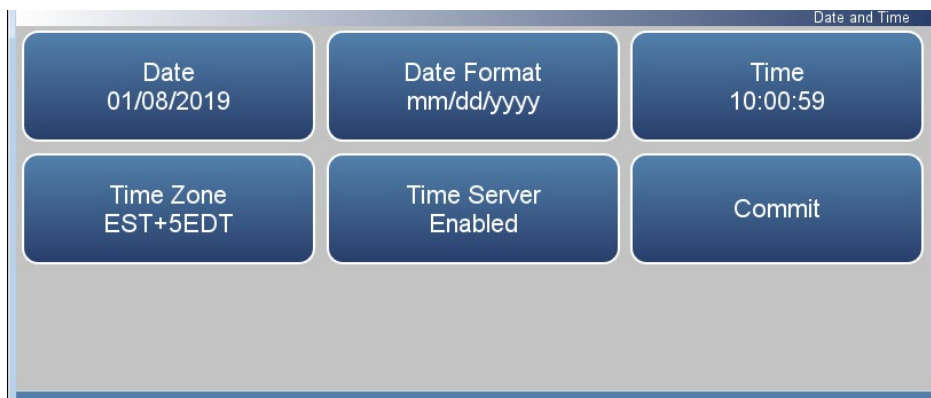 Date and Time
Date
01/08/2019
Date Format
mm/dd/yyyy
Time
10:00:59
Time Zone
EST+5EDT
Time Server
Enabled
Commit